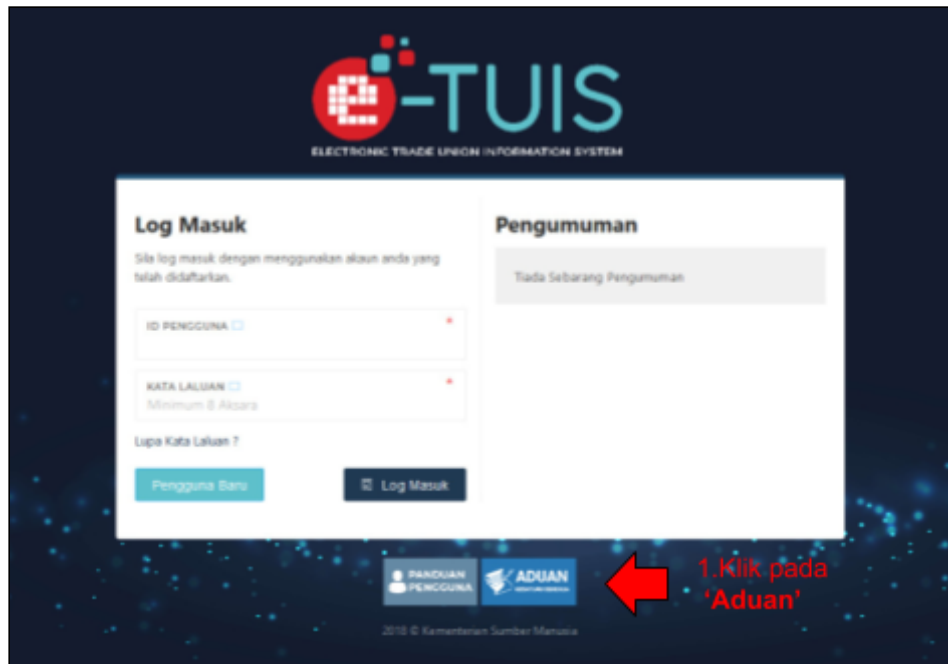 e-TUIS
ELECTRONIC TRADE UNION INFORMATION SYSTEM
Log Masuk
Sila log masuk dengan menggunakan akaun anda yang
telah didaftarkan.
ID PENGGUNA *
KATA LALUAN *
Minimum 8 Aksara
Lupa Kata Laluan ?
Pengguna Baru
Log Masuk
Pengumuman
Tiada Sebarang Pengumuman
PANDUAN
PENGGUNA
ADUAN
1.Klik pada
‘Aduan’
2018 © Kementerian Sumber Manusia